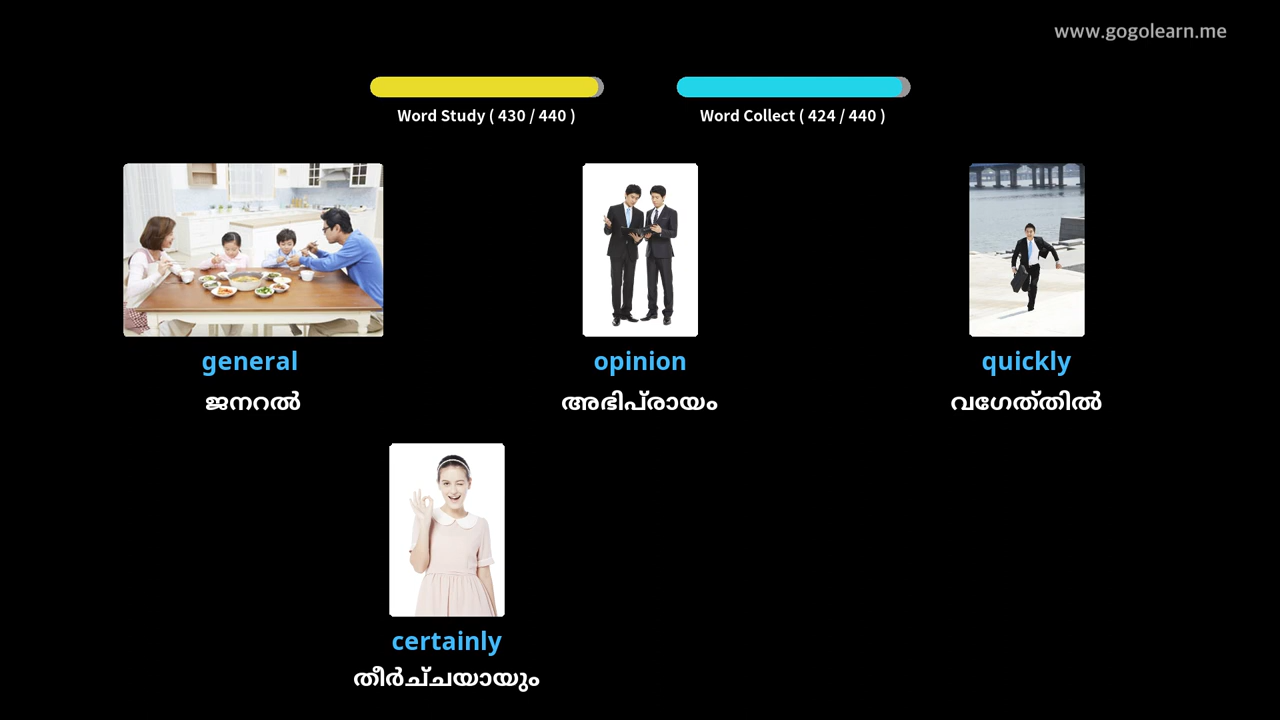 www.gogolearn.me
Word Study ( 430 / 440 )
Word Collect ( 424 / 440 )
general
ജനറൽ
opinion
അഭിപ്രായം
quickly
വഗേത്തിൽ
certainly
തീർച്ചയായും